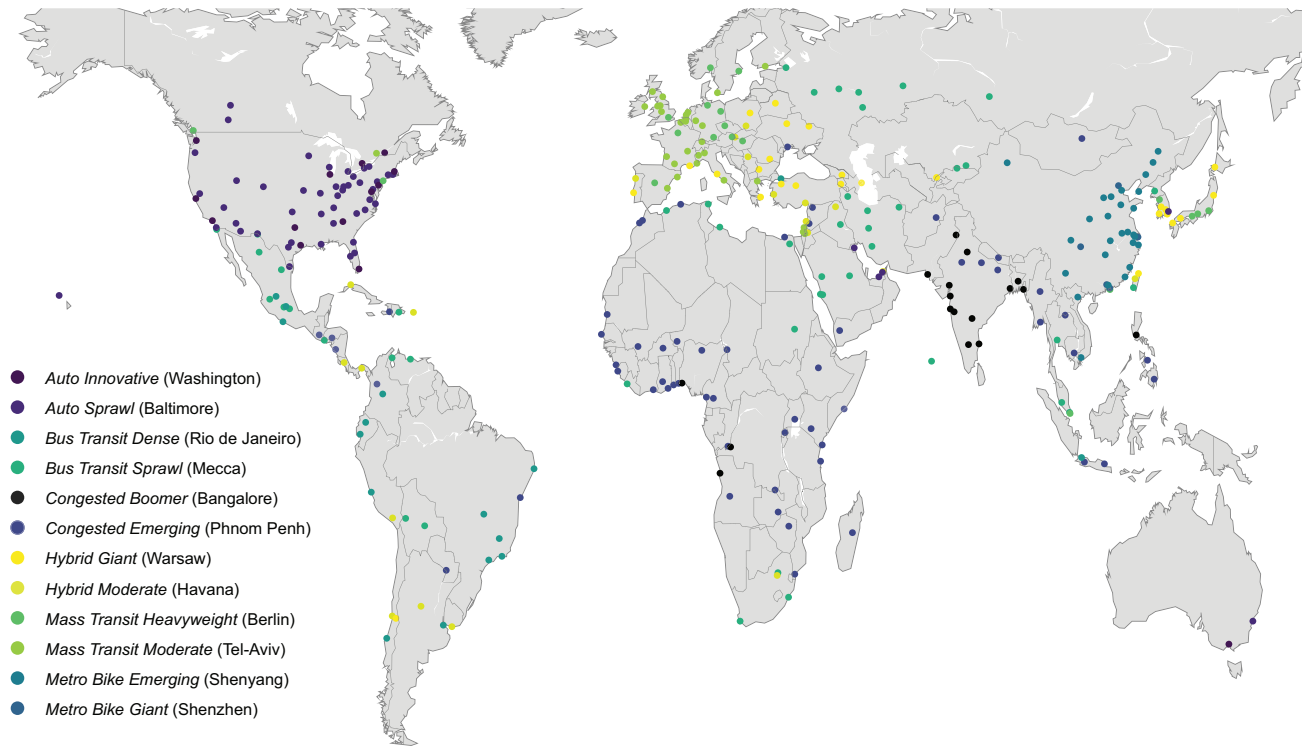 Auto Innovative (Washington)
Auto Sprawl (Baltimore)
Bus Transit Dense (Rio de Janeiro)
Bus Transit Sprawl (Mecca)
Congested Boomer (Bangalore)
Congested Emerging (Phnom Penh)
Hybrid Giant (Warsaw)
Hybrid Moderate (Havana)
Mass Transit Heavyweight (Berlin)
Mass Transit Moderate (Tel-Aviv)
Metro Bike Emerging (Shenyang)
Metro Bike Giant (Shenzhen)